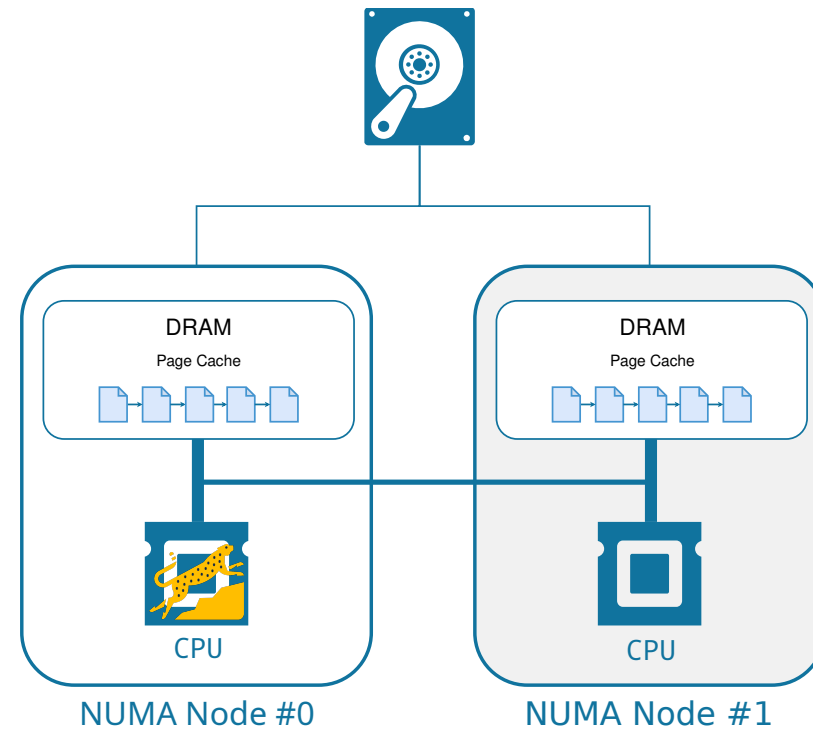 DRAM
Page Cache
CPU
NUMA Node #0
DRAM
Page Cache
CPU
NUMA Node #1